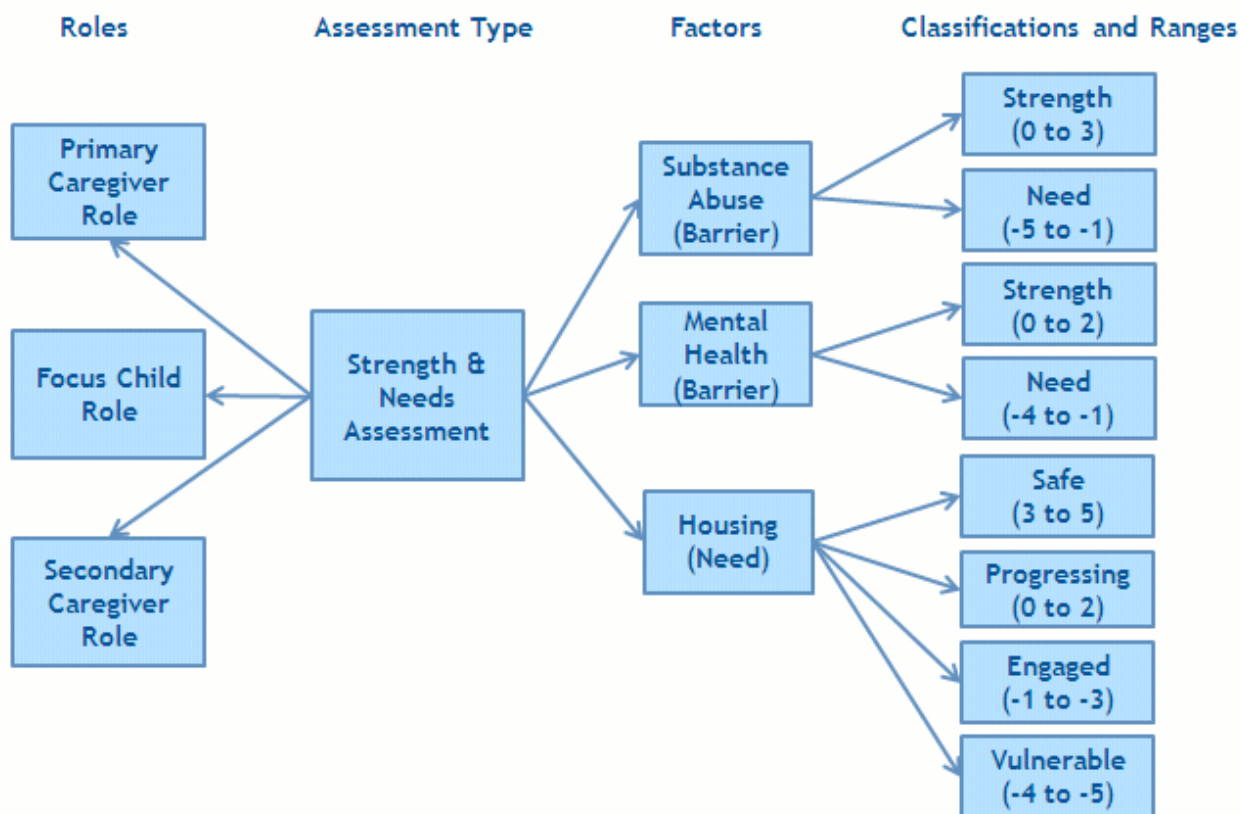 Roles
Assessment Type
Factors
Classifications and Ranges
Primary
Caregiver
Role
Focus Child
Role
Secondary
Caregiver
Role
Strength &
Needs
Assessment
Substance
Abuse
(Barrier)
Mental
Health
(Barrier)
Housing
(Need)
Strength
(0 to 3)
Need
(-5 to -1)
Strength
(0 to 2)
Need
(-4 to -1)
Safe
(3 to 5)
Progressing
(0 to 2)
Engaged
(-1 to -3)
Vulnerable
(-4 to -5)